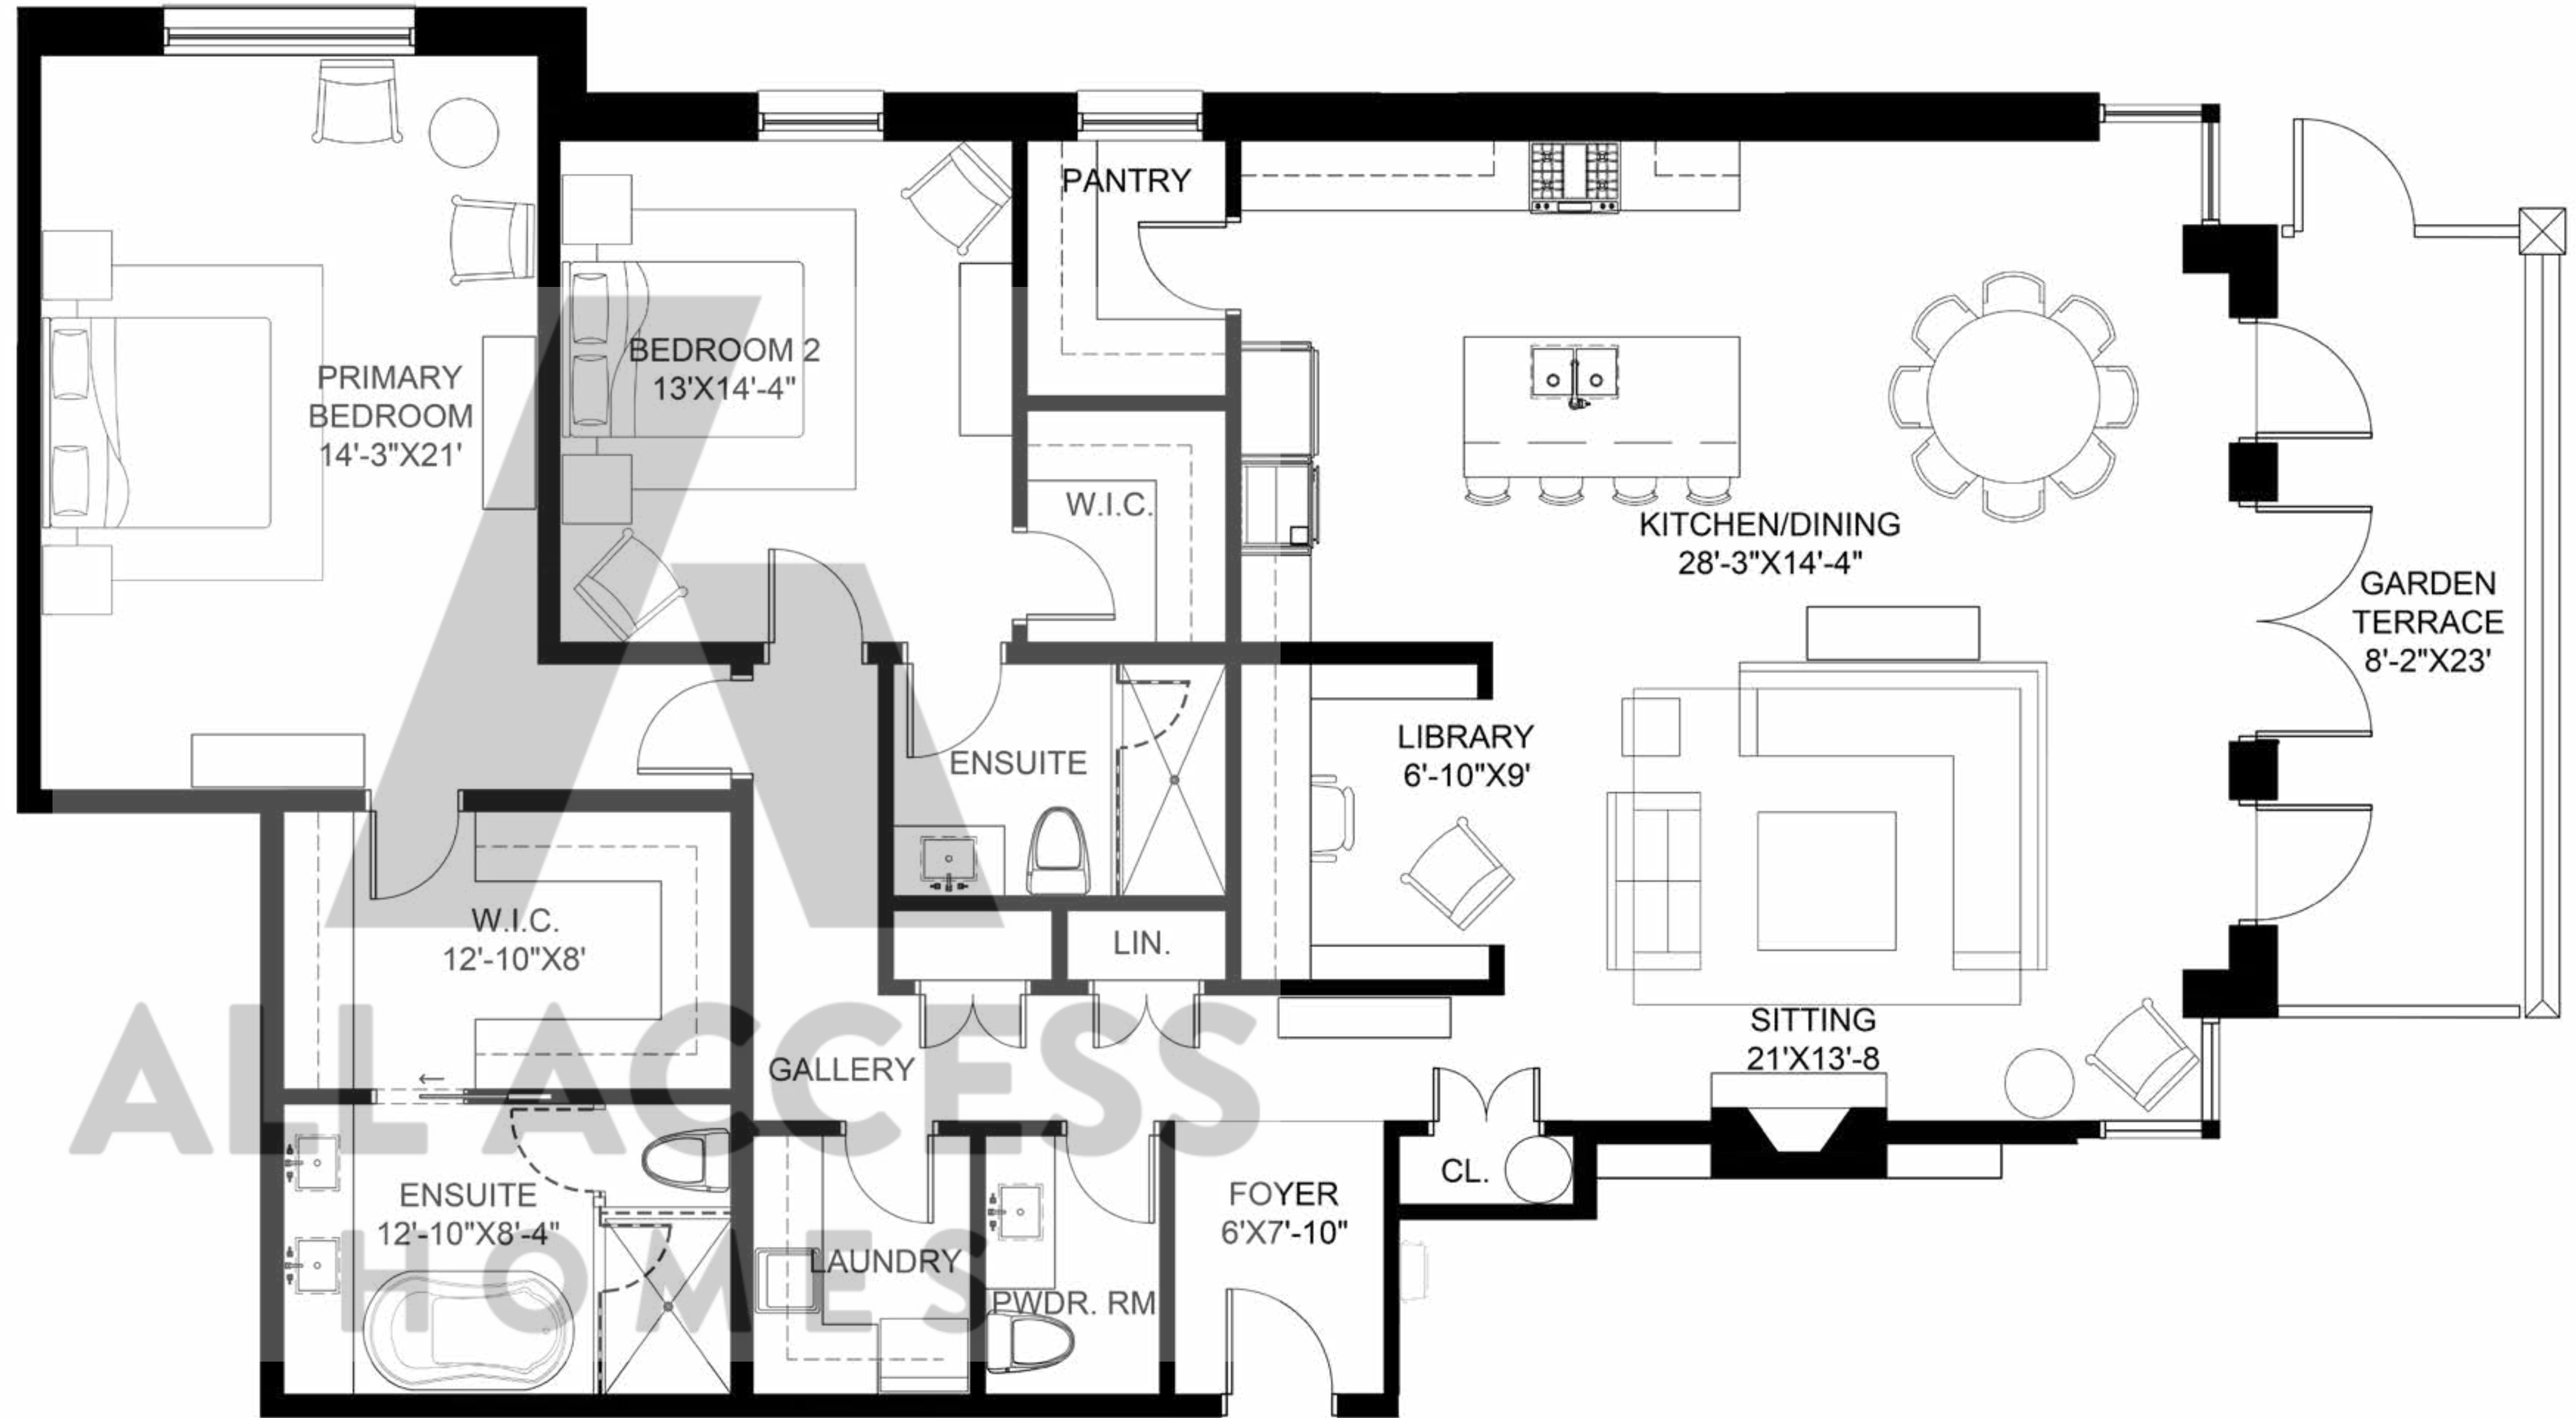 PANTRY
BEDROOM 2
13'X14'-4"
PRIMARY
BEDROOM
14'-3"X21'
W.I.C.
KITCHEN/DINING
28'-3"X14'-4"
GARDEN
TERRACE
8'-2"X23'
LIBRARY
6'-10"X9'
ENSUITE
W.I.C.
12'-10"X8'
LIN.
SITTING
21'X13'-8
GALLERY
ALL ACCESS
HOMES
CL.
ENSUITE
12'-10"X8'-4"
FOYER
6'X7'-10"
LAUNDRY
PWDR. RM